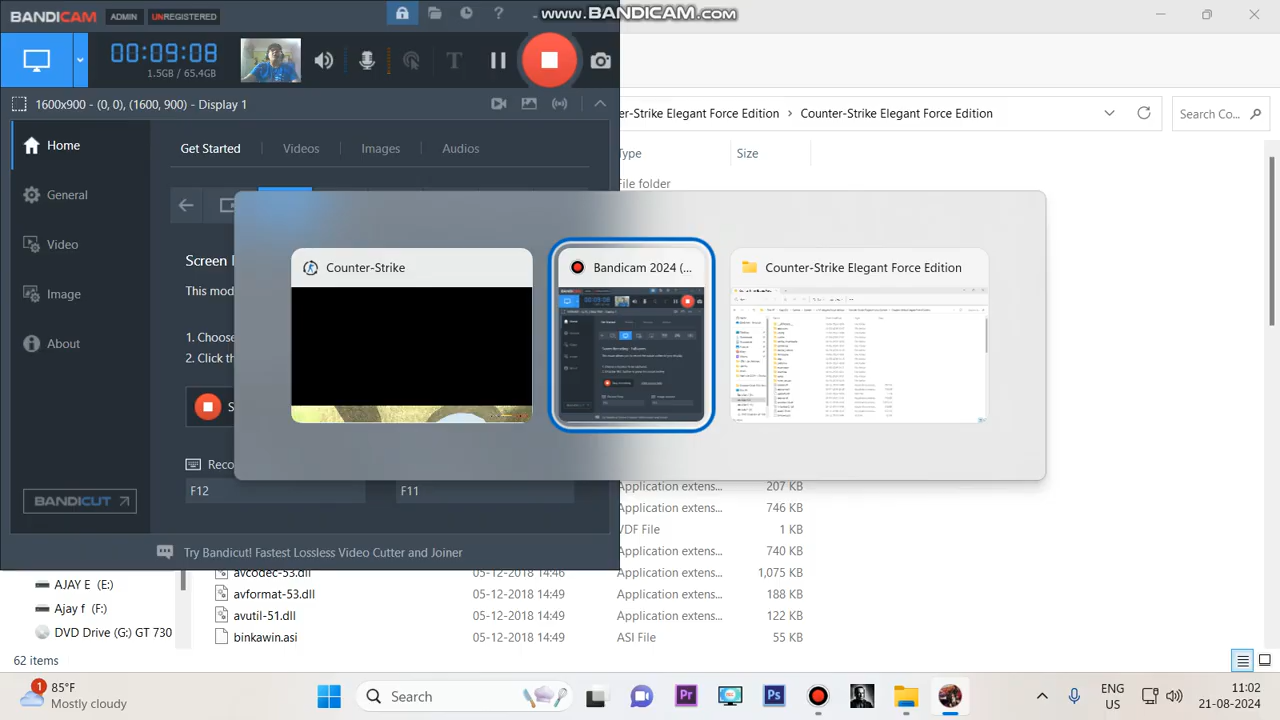 BANDICAM ADMIN UNREGISTERED
www.BANDICAM.com
00:09:08
1.5GB / 65.4GB
1600x900 - (0, 0), (1600, 900) - Display 1
er-Strike Elegant Force Edition > Counter-Strike Elegant Force Edition
Search Co...
Home
General
Video
Image
About
BANDICUT
Get Started
Videos
Images
Audios
Screen
This mod
1. Choos
2. Click th
Reco
F12
F11
Try Bandicut! Fastest Lossless Video Cutter and Joiner
Type Size
File folder
Counter-Strike
Bandicam 2024 (...
Counter-Strike Elegant Force Edition
Application extens... 207 KB
Application extens... 746 KB
VDF File 1 KB
Application extens... 740 KB
avcodec-53.dll 05-12-2018 14:46 Application extens... 1,075 KB
avformat-53.dll 05-12-2018 14:49 Application extens... 188 KB
avutil-51.dll 05-12-2018 14:49 Application extens... 122 KB
binkawin.asi 05-12-2018 14:49 ASI File 55 KB
AJAY E (E:)
Ajay f (F:)
DVD Drive (G:) GT 730
62 items
1
85°F
Mostly cloudy
Search
Pr
Ps
ENG
US
11:02
21-08-2024